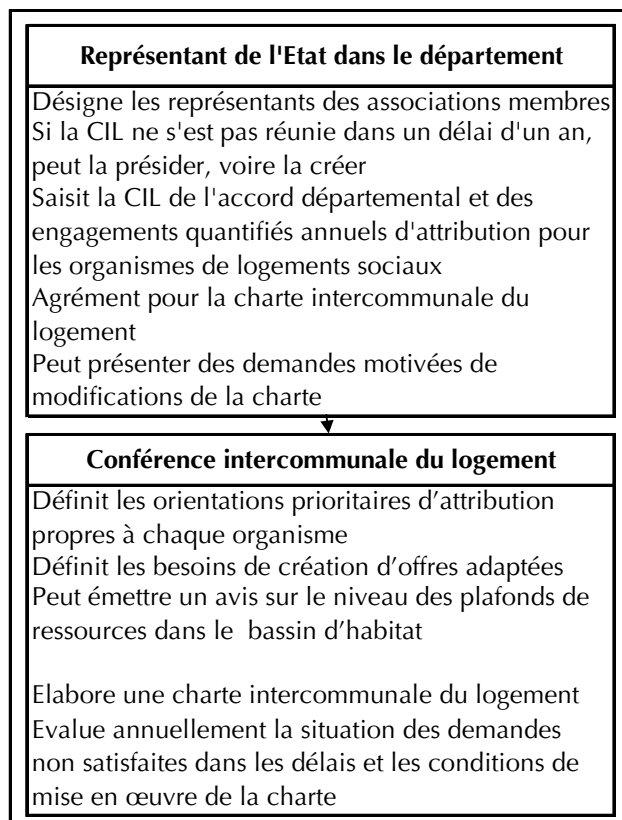 Représentant de l'Etat dans le département
Désigne les représentants des associations membres
Si la CIL ne s'est pas réunie dans un délai d'un an,
peut la présider, voire la créer
Saisit la CIL de l'accord départemental et des
engagements quantifiés annuels d'attribution pour
les organismes de logements sociaux
Agrément pour la charte intercommunale du
logement
Peut présenter des demandes motivées de
modifications de la charte
Conférence intercommunale du logement
Définit les orientations prioritaires d’attribution
propres à chaque organisme
Définit les besoins de création d’offres adaptées
Peut émettre un avis sur le niveau des plafonds de
ressources dans le bassin d’habitat
Elabore une charte intercommunale du logement
Evalue annuellement la situation des demandes
non satisfaites dans les délais et les conditions de
mise en œuvre de la charte